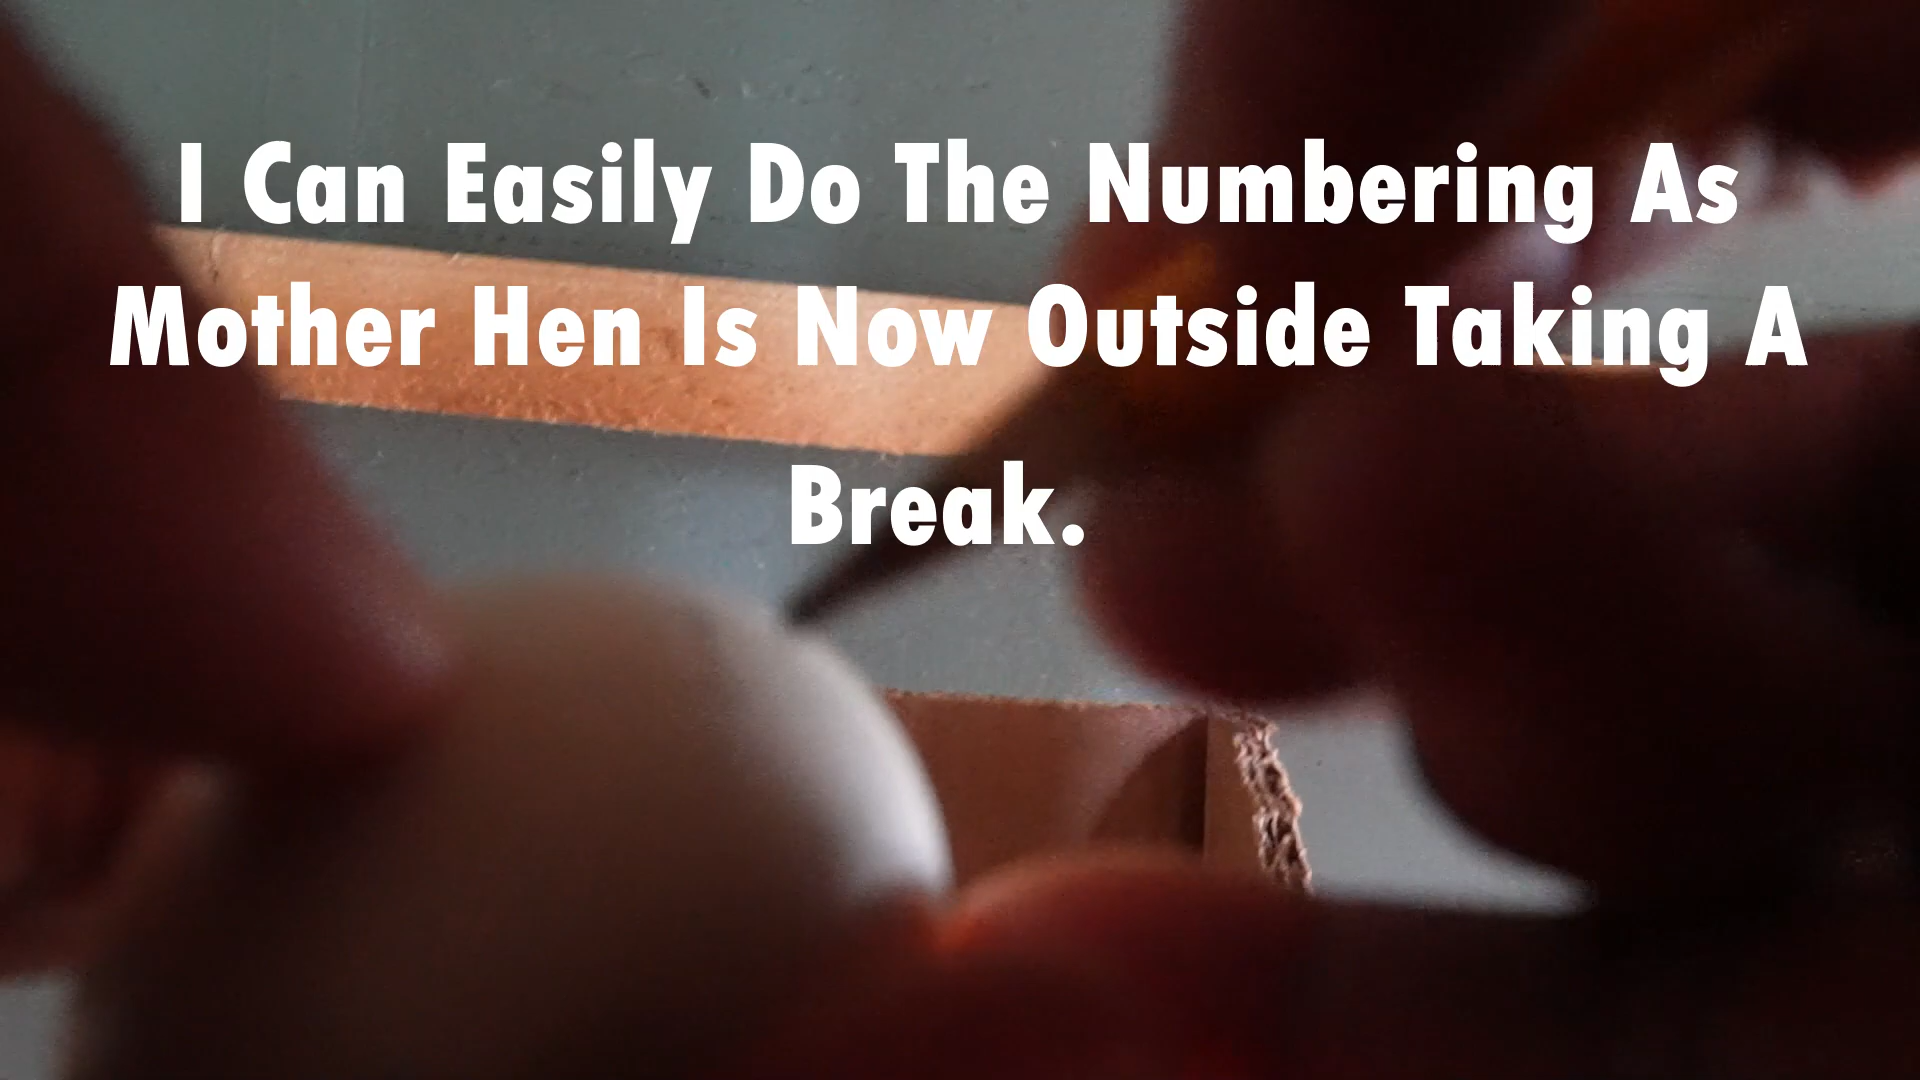 I Can Easily Do The Numbering As
Mother Hen Is Now Outside Taking A
Break.